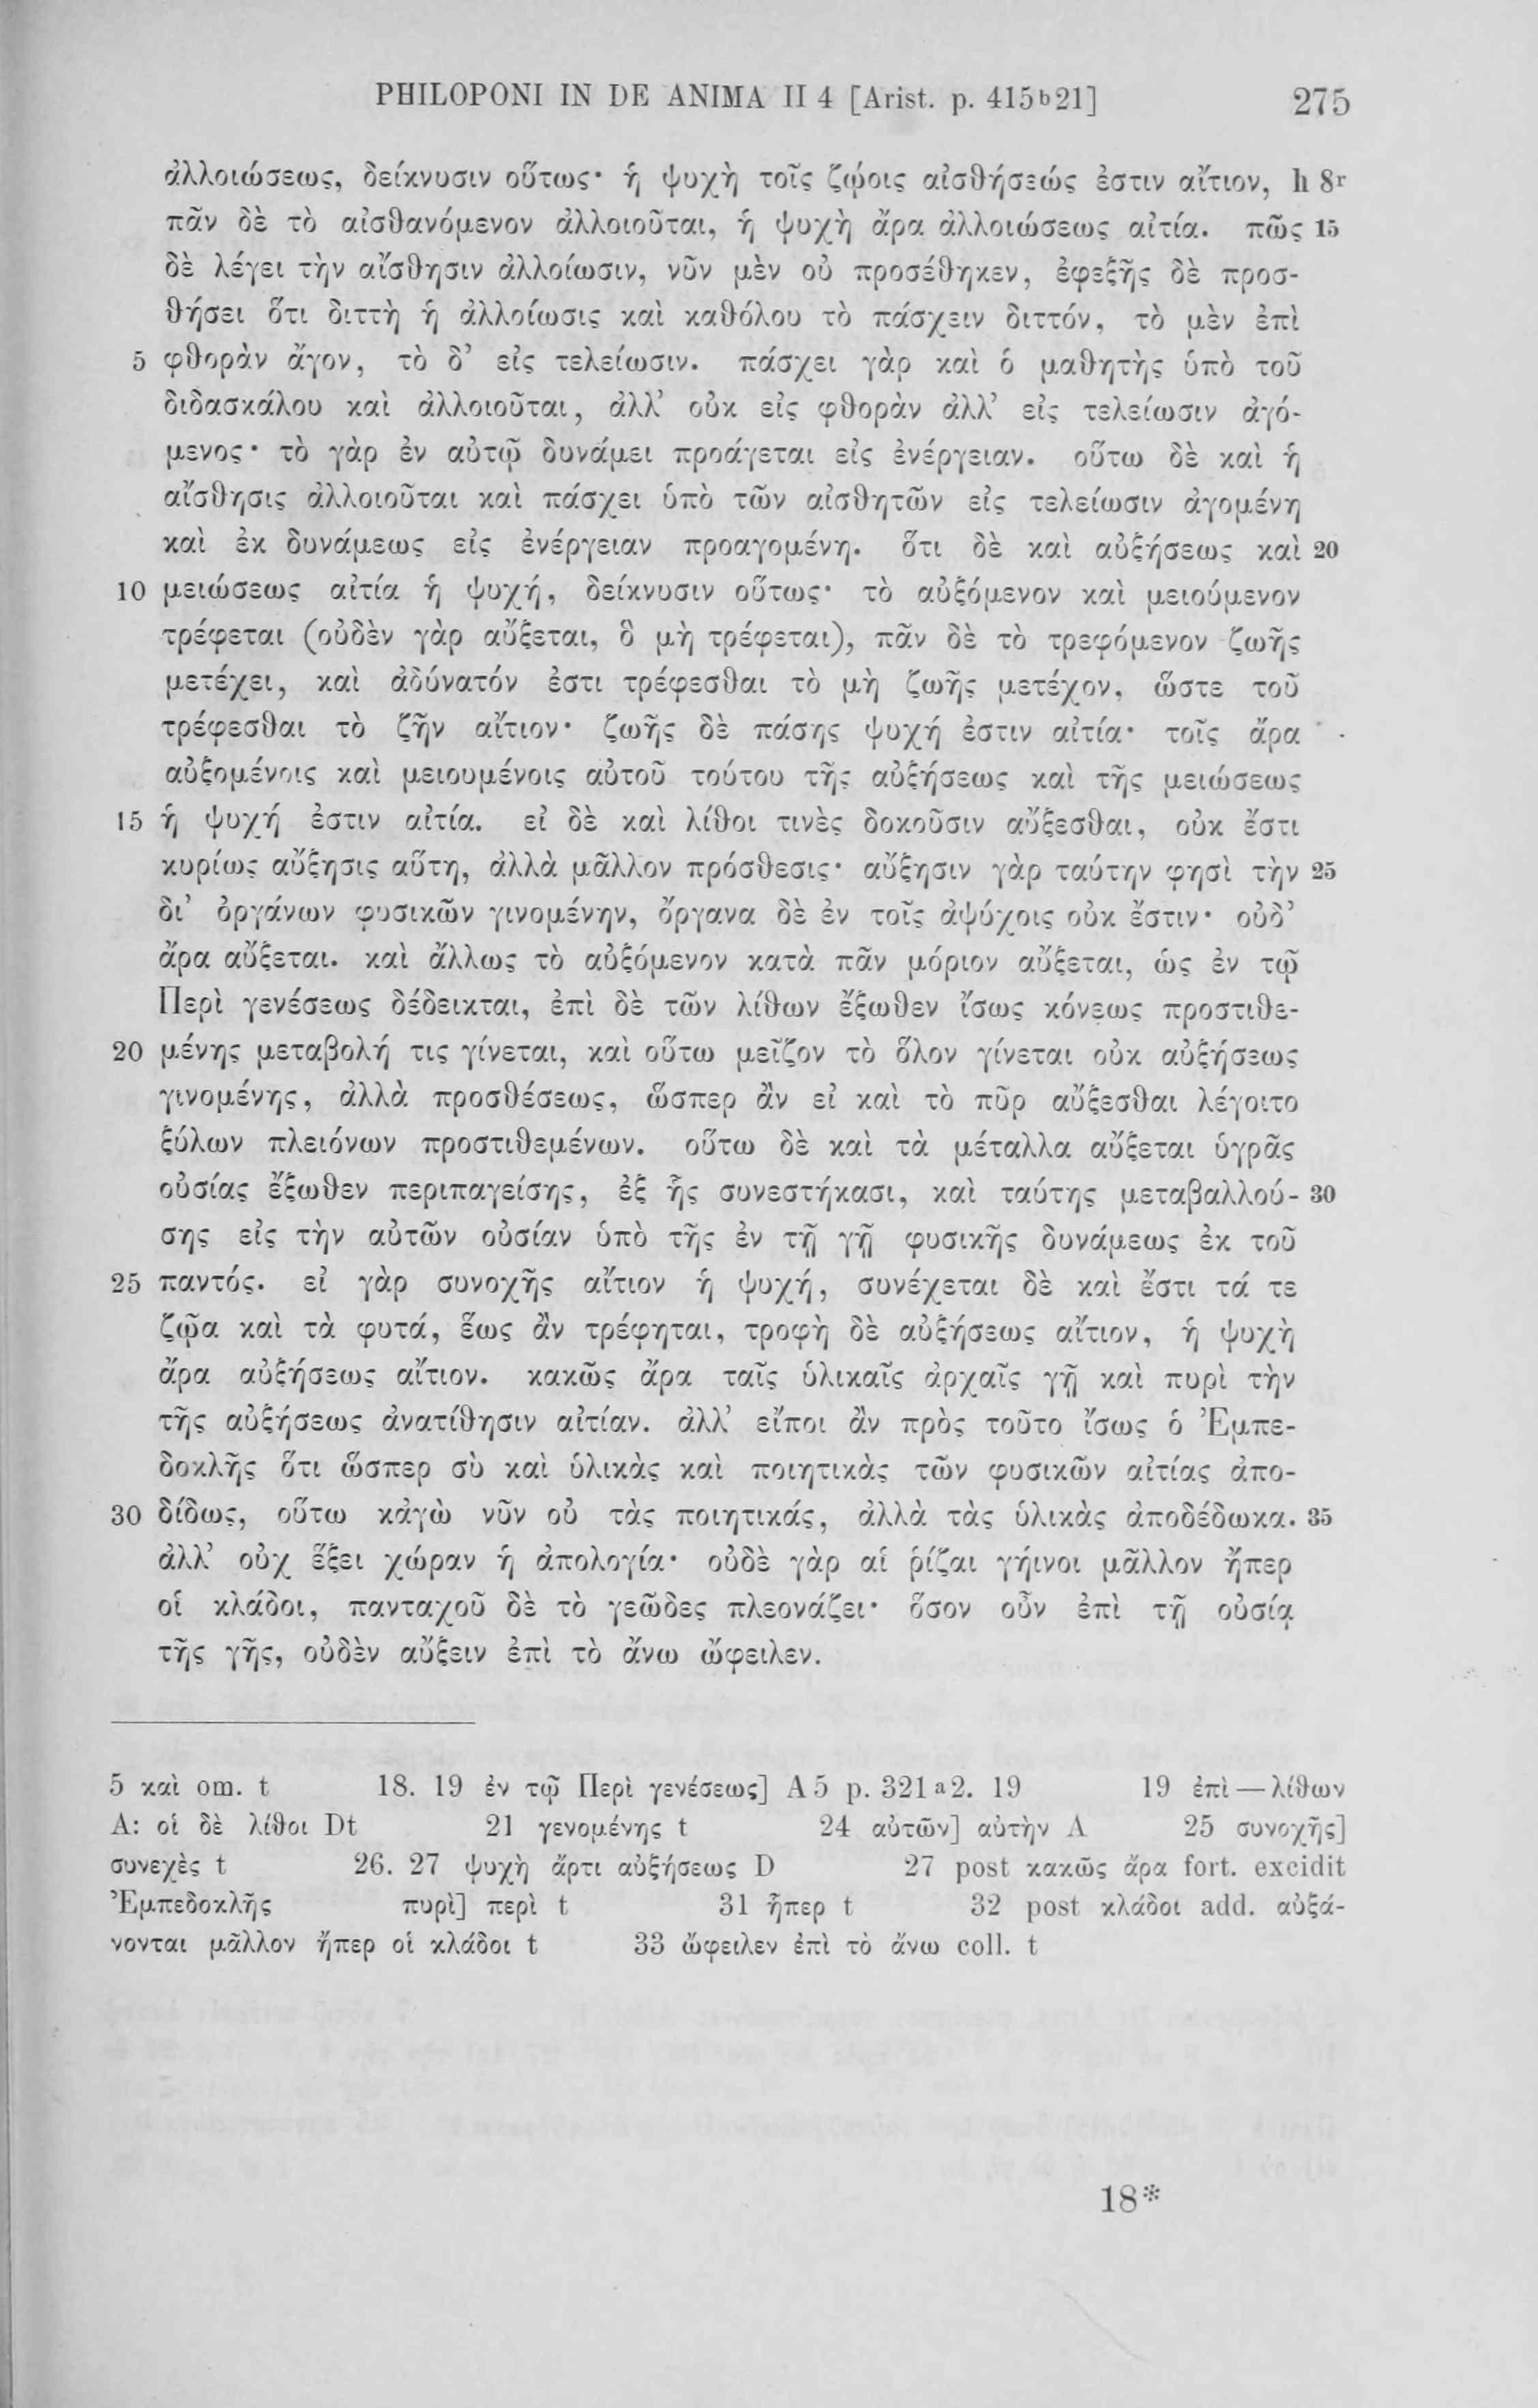 PHILOPONI IN DE ANIMA II 4 [Arist. p. 415b21] 275
ἀλλοιώσεως, δείκνυσιν οὕτως· ἡ ψυχὴ τοῖς ζῴοις αἰσθήσεώς ἐστιν αἴτιον, h 8r
πᾶν δὲ τὸ αἰσθανόμενον ἀλλοιοῦται, ἡ ψυχὴ ἄρα ἀλλοιώσεως αἰτία. πῶς 15
δὲ λέγει τὴν αἴσθησιν ἀλλοίωσιν, νῦν μὲν οὐ προσέθηκεν, ἐφεξῆς δὲ προσ-
θήσει ὅτι διττὴ ἡ ἀλλοίωσις καὶ καθόλου τὸ πάσχειν διττόν, τὸ μὲν ἐπὶ
5 φθορὰν ἄγον, τὸ δ’ εἰς τελείωσιν. πάσχει γὰρ καὶ ὁ μαθητὴς ὑπὸ τοῦ
διδασκάλου καὶ ἀλλοιοῦται, ἀλλ’ οὐκ εἰς φθορὰν ἀλλ’ εἰς τελείωσιν ἀγό-
μενος· τὸ γὰρ ἐν αὐτῷ δυνάμει προάγεται εἰς ἐνέργειαν. οὕτω δὲ καὶ ἡ
αἴσθησις ἀλλοιοῦται καὶ πάσχει ὑπὸ τῶν αἰσθητῶν εἰς τελείωσιν ἀγομένη
καὶ ἐκ δυνάμεως εἰς ἐνέργειαν προαγομένη. ὅτι δὲ καὶ αὐξήσεως καὶ 20
10 μειώσεως αἰτία ἡ ψυχή, δείκνυσιν οὕτως· τὸ αὐξόμενον καὶ μειούμενον
τρέφεται (οὐδὲν γὰρ αὔξεται, ὃ μὴ τρέφεται), πᾶν δὲ τὸ τρεφόμενον ζωῆς
μετέχει, καὶ ἀδύνατόν ἐστι τρέφεσθαι τὸ μὴ ζωῆς μετέχον, ὥστε τοῦ
τρέφεσθαι τὸ ζῆν αἴτιον· ζωῆς δὲ πάσης ψυχή ἐστιν αἰτία· τοῖς ἄρα
αὐξομένοις καὶ μειουμένοις αὐτοῦ τούτου τῆς αὐξήσεως καὶ τῆς μειώσεως
15 ἡ ψυχή ἐστιν αἰτία. εἰ δὲ καὶ λίθοι τινὲς δοκοῦσιν αὔξεσθαι, οὐκ ἔστι
κυρίως αὔξησις αὕτη, ἀλλὰ μᾶλλον πρόσθεσις· αὔξησιν γὰρ ταύτην φησὶ τὴν 25
δι’ ὀργάνων φυσικῶν γινομένην, ὄργανα δὲ ἐν τοῖς ἀψύχοις οὐκ ἔστιν· οὐδ’
ἄρα αὔξεται. καὶ ἄλλως τὸ αὐξόμενον κατὰ πᾶν μόριον αὔξεται, ὡς ἐν τῷ
Περὶ γενέσεως δέδεικται, ἐπὶ δὲ τῶν λίθων ἔξωθεν ἴσως κόνεως προστιθε-
20 μένης μεταβολή τις γίνεται, καὶ οὕτω μεῖζον τὸ ὅλον γίνεται οὐκ αὐξήσεως
γινομένης, ἀλλὰ προσθέσεως, ὥσπερ ἂν εἰ καὶ τὸ πῦρ αὔξεσθαι λέγοιτο
ξύλων πλειόνων προστιθεμένων. οὕτω δὲ καὶ τὰ μέταλλα αὔξεται ὑγρᾶς
οὐσίας ἔξωθεν περιπαγείσης, ἐξ ἧς συνεστήκασι, καὶ ταύτης μεταβαλλού- 30
σης εἰς τὴν αὐτῶν οὐσίαν ὑπὸ τῆς ἐν τῇ γῇ φυσικῆς δυνάμεως ἐκ τοῦ
25 παντός. εἰ γὰρ συνοχῆς αἴτιον ἡ ψυχή, συνέχεται δὲ καὶ ἔστι τά τε
ζῷα καὶ τὰ φυτά, ἕως ἂν τρέφηται, τροφὴ δὲ αὐξήσεως αἴτιον, ἡ ψυχὴ
ἄρα αὐξήσεως αἴτιον. κακῶς ἄρα ταῖς ὑλικαῖς ἀρχαῖς γῇ καὶ πυρὶ τὴν
τῆς αὐξήσεως ἀνατίθησιν αἰτίαν. ἀλλ’ εἴποι ἂν πρὸς τοῦτο ἴσως ὁ Ἐμπε-
δοκλῆς ὅτι ὥσπερ σὺ καὶ ὑλικὰς καὶ ποιητικὰς τῶν φυσικῶν αἰτίας ἀπο-
30 δίδως, οὕτω κἀγὼ νῦν οὐ τὰς ποιητικάς, ἀλλὰ τὰς ὑλικὰς ἀποδέδωκα. 35
ἀλλ’ οὐχ ἕξει χώραν ἡ ἀπολογία· οὐδὲ γὰρ αἱ ῥίζαι γήινοι μᾶλλον ἤπερ
οἱ κλάδοι, πανταχοῦ δὲ τὸ γεῶδες πλεονάζει· ὅσον οὖν ἐπὶ τῇ οὐσίᾳ
τῆς γῆς, οὐδὲν αὔξειν ἐπὶ τὸ ἄνω ὤφειλεν.
5 καὶ om. t 18. 19 ἐν τῷ Περὶ γενέσεως] A 5 p. 321a2. 19 19 ἐπὶ — λίθων
A: οἱ δὲ λίθοι Dt 21 γενομένης t 24 αὐτῶν] αὐτὴν A 25 συνοχῆς]
συνεχὲς t 26. 27 ψυχὴ ἄρτι αὐξήσεως D 27 post κακῶς ἄρα fort. excidit
Ἐμπεδοκλῆς πυρὶ] περὶ t 31 ἦπερ t 32 post κλάδοι add. αὐξά-
νονται μᾶλλον ἤπερ οἱ κλάδοι t 33 ὤφειλεν ἐπὶ τὸ ἄνω coll. t
18*